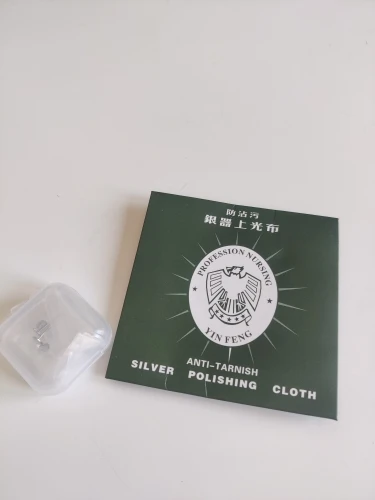 防沾污
銀器上光布
PROFESSION NURSING
YIN FENG
ANTI-TARNISH
SILVER POLISHING CLOTH